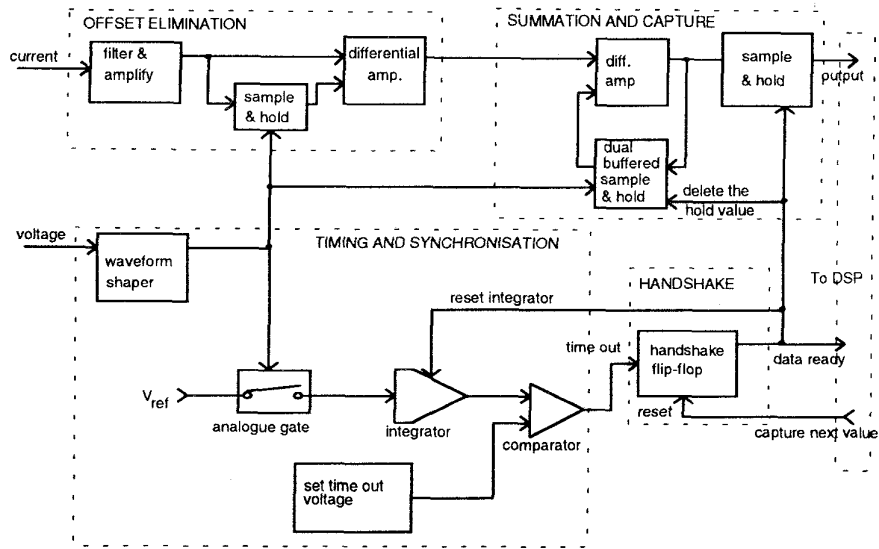 OFFSET ELIMINATION
SUMMATION AND CAPTURE
current
filter &
amplify
differential
amp.
sample
& hold
diff.
amp
sample
& hold
output
dual
buffered
sample
& hold
delete the
hold value
voltage
waveform
shaper
TIMING AND SYNCHRONISATION
HANDSHAKE
To DSP
reset integrator
time out
handshake
flip-flop
data ready
Vref
analogue gate
integrator
comparator
reset
capture next value
set time out
voltage